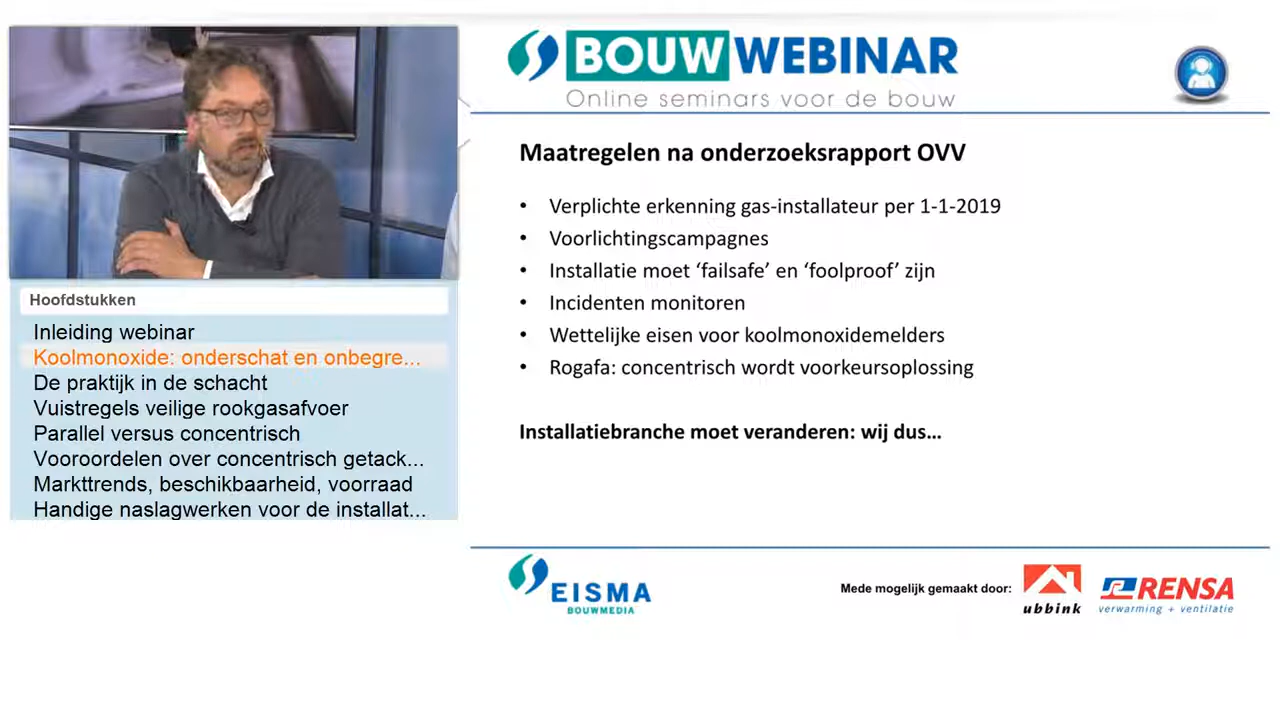 BOUWWEBINAR
Online seminars voor de bouw
Maatregelen na onderzoeksrapport OVV
• Verplichte erkenning gas-installateur per 1-1-2019
• Voorlichtingscampagnes
• Installatie moet ‘failsafe’ en ‘foolproof’ zijn
• Incidenten monitoren
• Wettelijke eisen voor koolmonoxidemelders
• Rogafa: concentrisch wordt voorkeursoplossing
Installatiebranche moet veranderen: wij dus…
Hoofdstukken
Inleiding webinar
Koolmonoxide: onderschat en onbegre...
De praktijk in de schacht
Vuistregels veilige rookgasafvoer
Parallel versus concentrisch
Vooroordelen over concentrisch getack...
Markttrends, beschikbaarheid, voorraad
Handige naslagwerken voor de installat...
EISMA
BOUWMEDIA
Mede mogelijk gemaakt door:
ubbink
RENSA
verwarming + ventilatie